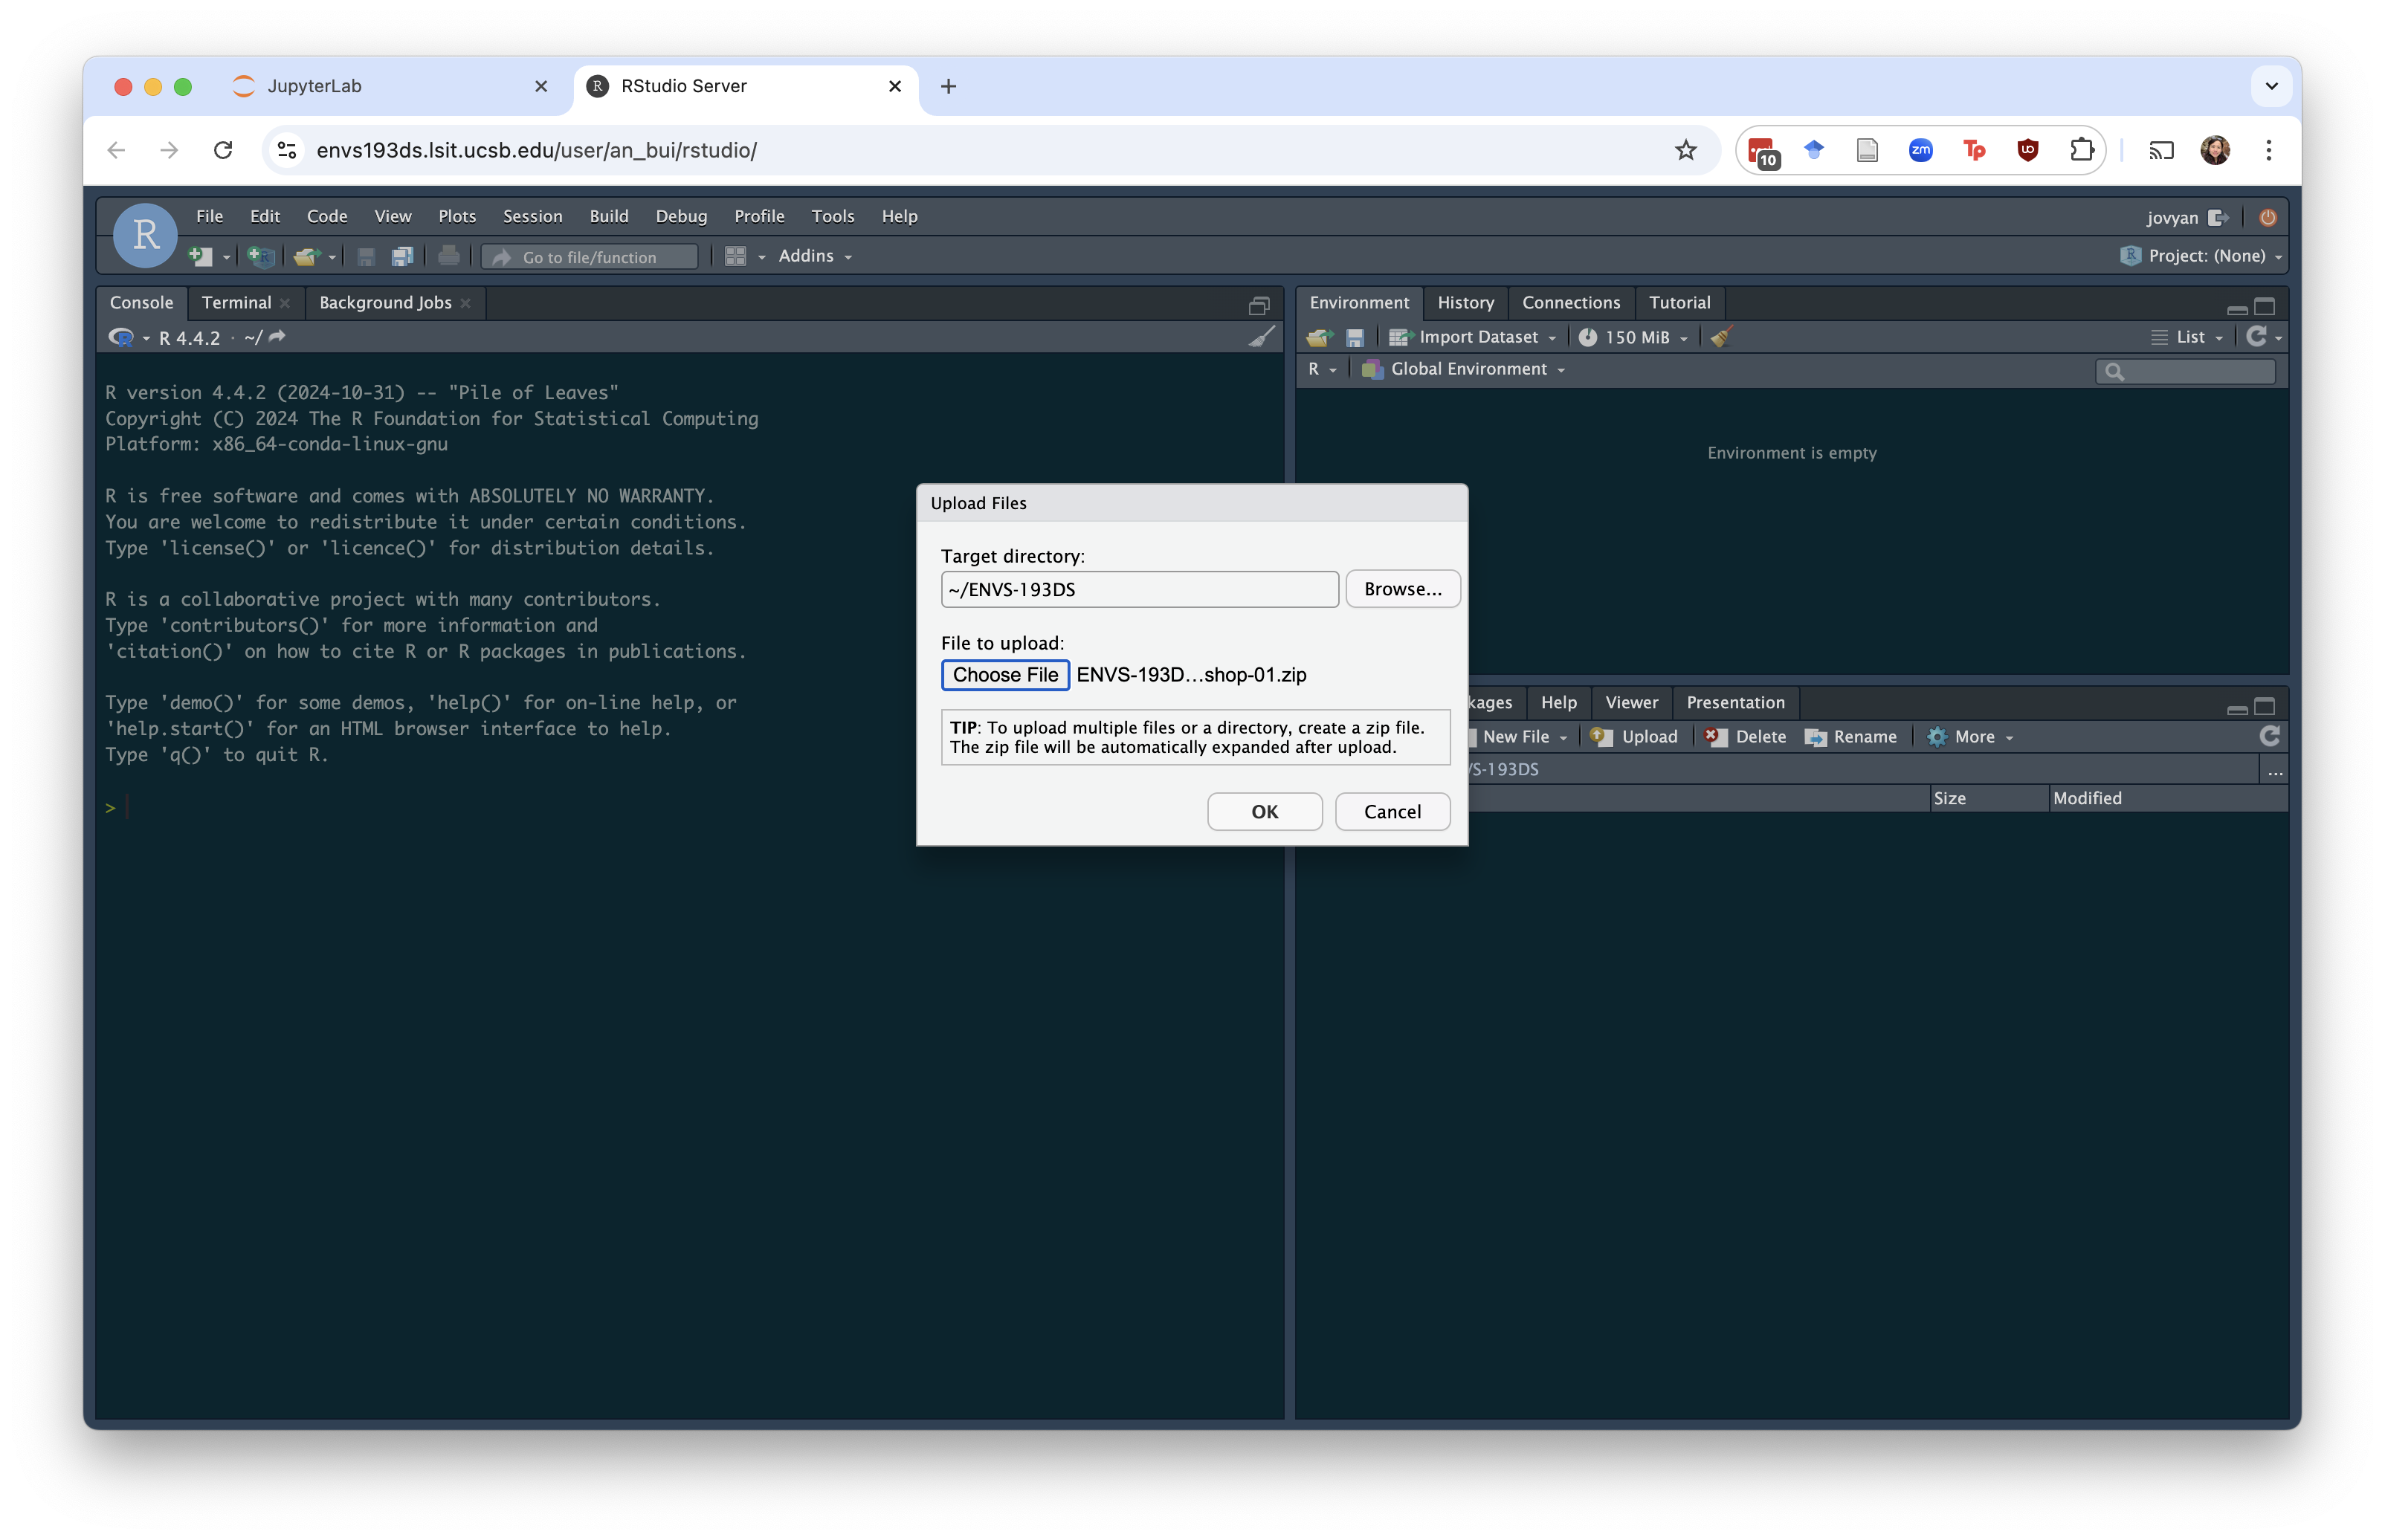 JupyterLab
RStudio Server
envs193ds.lsit.ucsb.edu/user/an_bui/rstudio/
10
zm
Tp
R
File Edit Code View Plots Session Build Debug Profile Tools Help
jovyan
Go to file/function
Addins
Project: (None)
Console Terminal Background Jobs
R 4.4.2 · ~/
R version 4.4.2 (2024-10-31) -- "Pile of Leaves"
Copyright (C) 2024 The R Foundation for Statistical Computing
Platform: x86_64-conda-linux-gnu
R is free software and comes with ABSOLUTELY NO WARRANTY.
You are welcome to redistribute it under certain conditions.
Type 'license()' or 'licence()' for distribution details.
R is a collaborative project with many contributors.
Type 'contributors()' for more information and
'citation()' on how to cite R or R packages in publications.
Type 'demo()' for some demos, 'help()' for on-line help, or
'help.start()' for an HTML browser interface to help.
Type 'q()' to quit R.
>
Environment History Connections Tutorial
Import Dataset 150 MiB List
R Global Environment
Environment is empty
Upload Files
Target directory:
~/ENVS-193DS Browse...
File to upload:
Choose File ENVS-193D...shop-01.zip
TIP: To upload multiple files or a directory, create a zip file.
The zip file will be automatically expanded after upload.
OK Cancel
kages Help Viewer Presentation
New File Upload Delete Rename More
VS-193DS ...
Size Modified